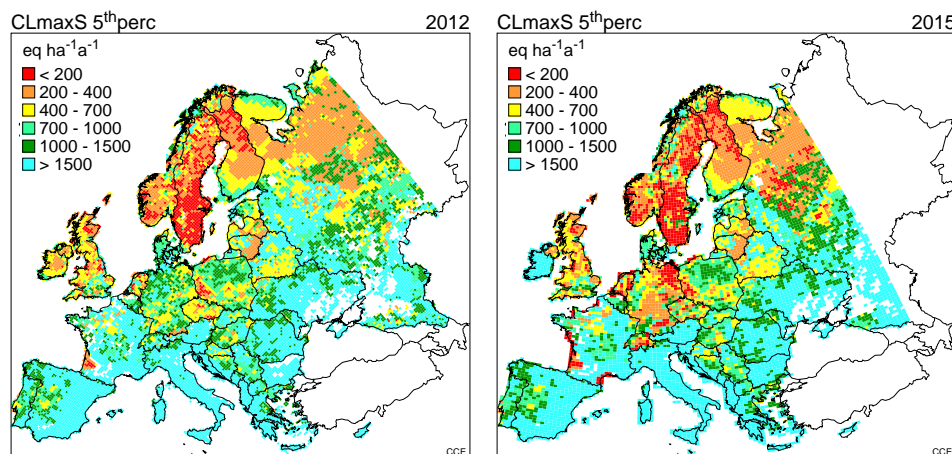 CLmaxS 5thperc 2012
eq ha-1a-1
< 200
200 - 400
400 - 700
700 - 1000
1000 - 1500
> 1500
CCE
CLmaxS 5thperc 2015
eq ha-1a-1
< 200
200 - 400
400 - 700
700 - 1000
1000 - 1500
> 1500
CCE